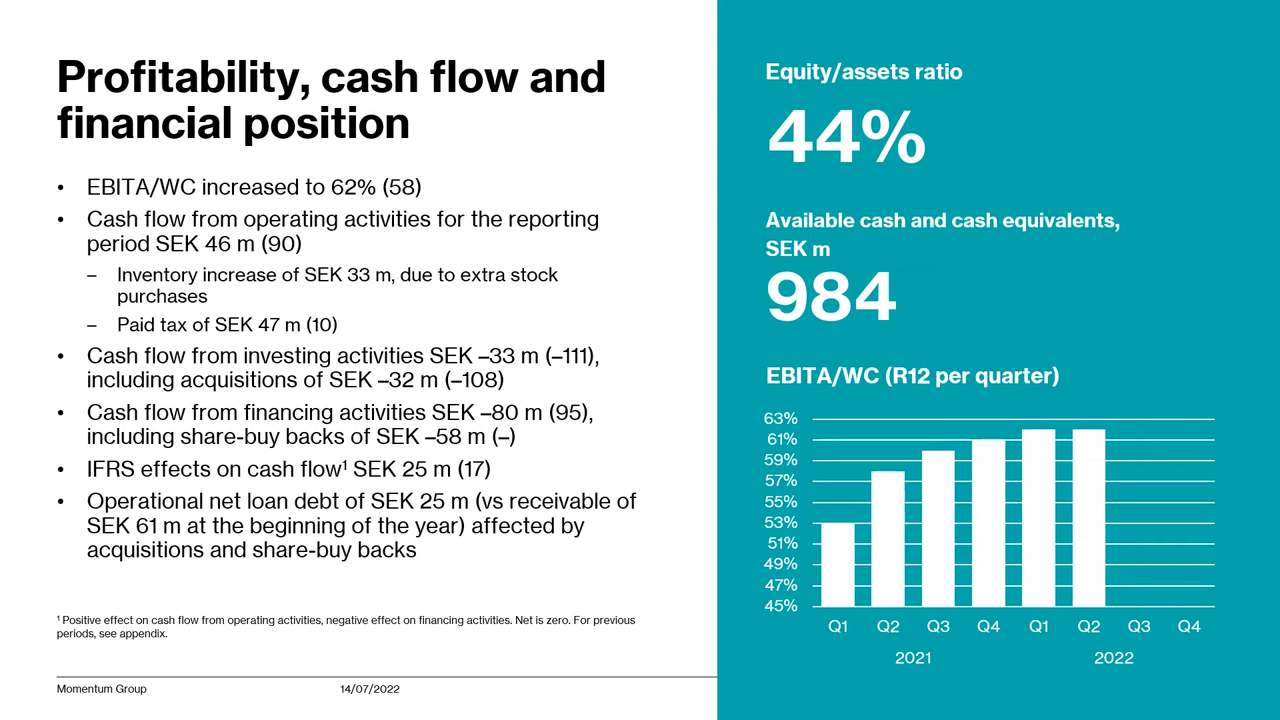 Profitability, cash flow and
financial position
• EBITA/WC increased to 62% (58)
• Cash flow from operating activities for the reporting
period SEK 46 m (90)
– Inventory increase of SEK 33 m, due to extra stock
purchases
– Paid tax of SEK 47 m (10)
• Cash flow from investing activities SEK –33 m (–111),
including acquisitions of SEK –32 m (–108)
• Cash flow from financing activities SEK –80 m (95),
including share-buy backs of SEK –58 m (–)
• IFRS effects on cash flow¹ SEK 25 m (17)
• Operational net loan debt of SEK 25 m (vs receivable of
SEK 61 m at the beginning of the year) affected by
acquisitions and share-buy backs
¹ Positive effect on cash flow from operating activities, negative effect on financing activities. Net is zero. For previous
periods, see appendix.
Momentum Group 14/07/2022
Equity/assets ratio
44%
Available cash and cash equivalents,
SEK m
984
EBITA/WC (R12 per quarter)
63%
61%
59%
57%
55%
53%
51%
49%
47%
45%
Q1 Q2 Q3 Q4 Q1 Q2 Q3 Q4
2021 2022